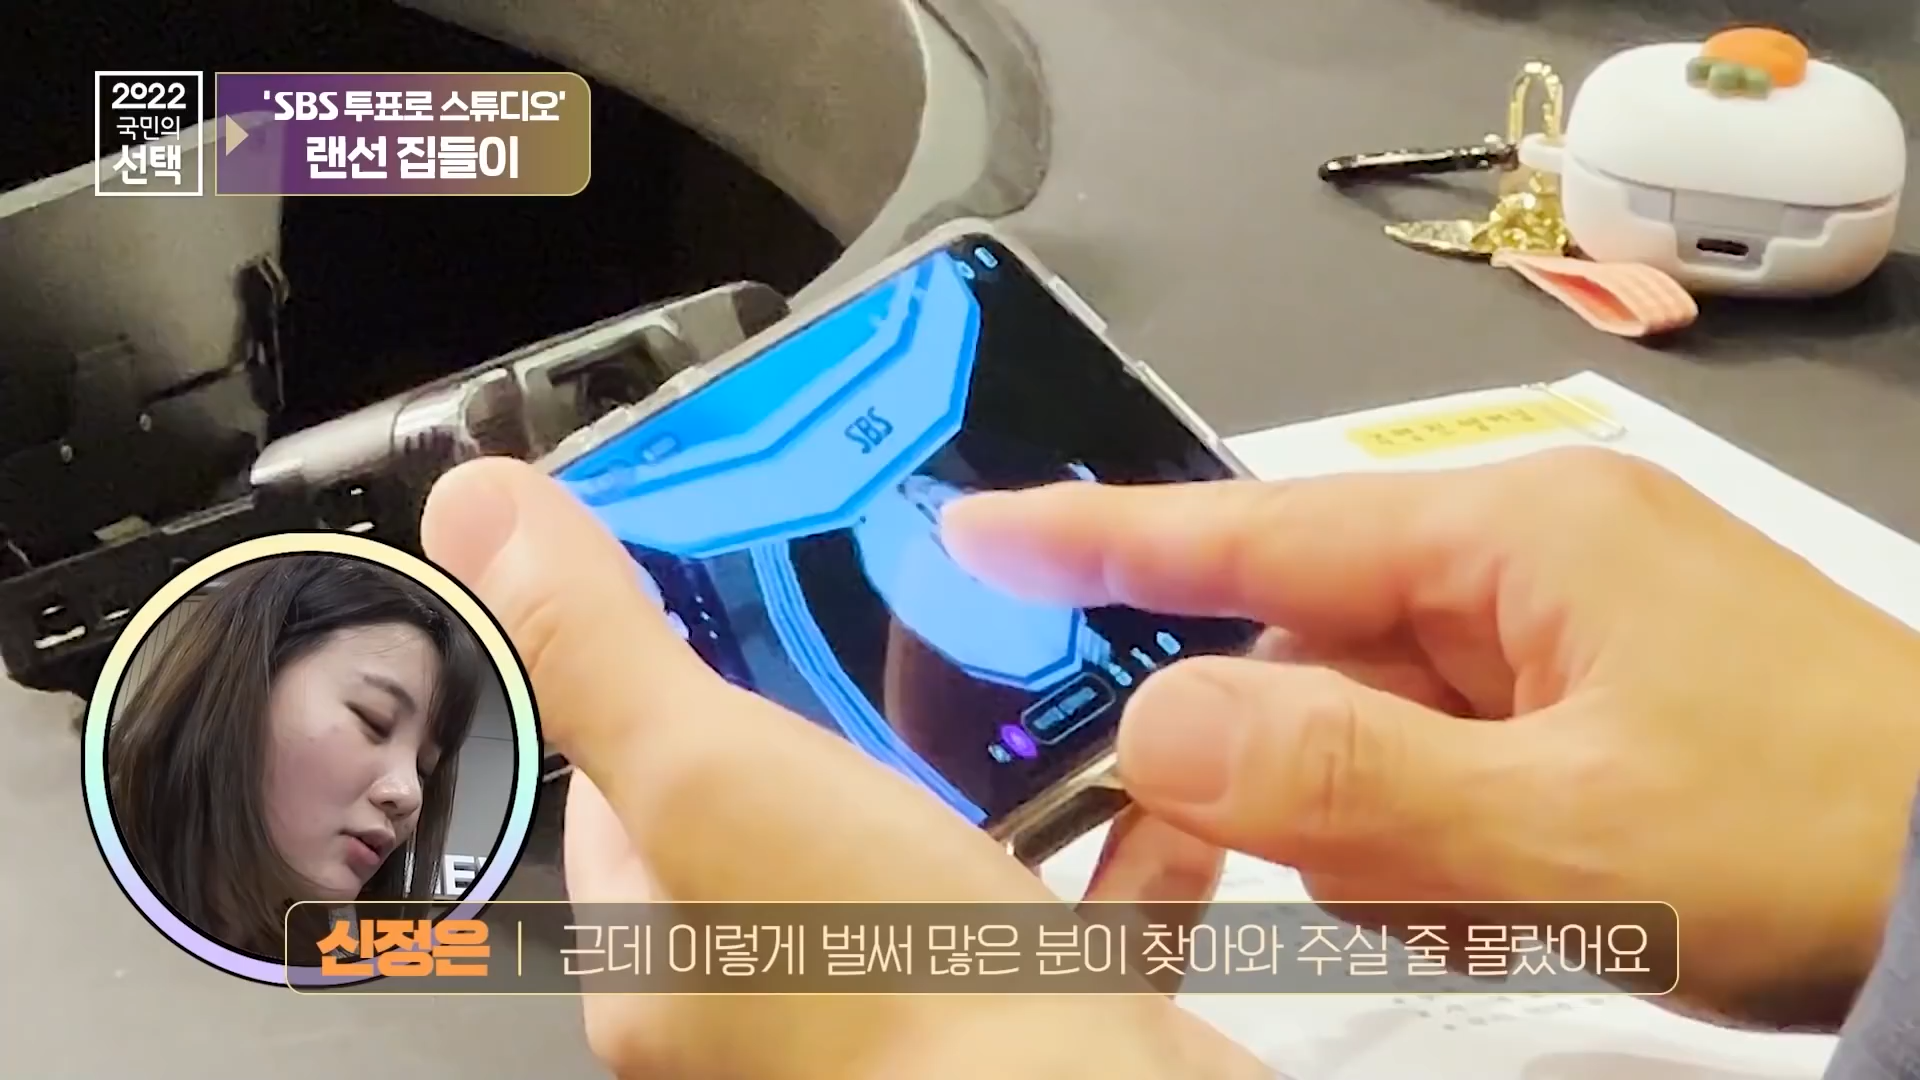 2022
국민의
선택
'SBS 투표로 스튜디오'
랜선 집들이
SBS
신정은
근데 이렇게 벌써 많은 분이 찾아와 주실 줄 몰랐어요